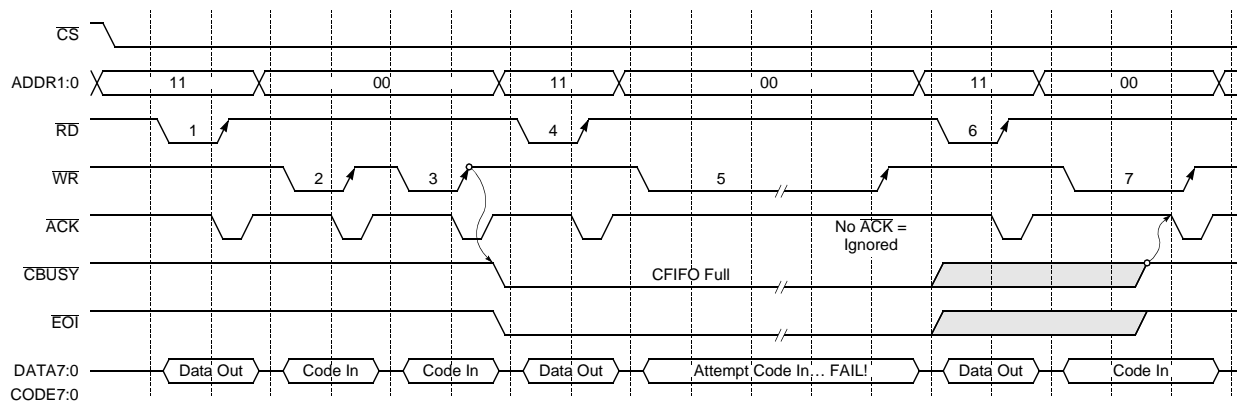 CS
ADDR1:0 11 00 11 00 11 00
RD 1 4 6
WR 2 3 5 7
ACK No ACK =
Ignored
CBUSY CFIFO Full
EOI
DATA7:0 Data Out Code In Code In Data Out Attempt Code In… FAIL! Data Out Code In
CODE7:0